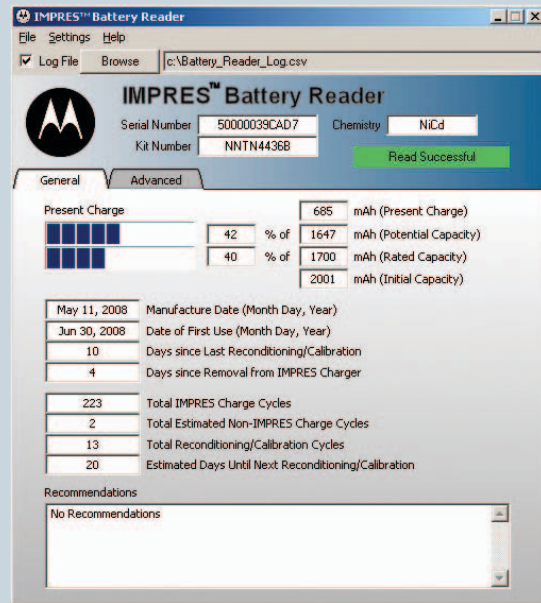 IMPRES™ Battery Reader
File Settings Help
Log File Browse c:\Battery_Reader_Log.csv
IMPRES™ Battery Reader
Serial Number 50000039CAD7 Chemistry NiCd
Kit Number NNTN4436B
Read Successful
General Advanced
Present Charge
685 mAh (Present Charge)
42 % of 1647 mAh (Potential Capacity)
40 % of 1700 mAh (Rated Capacity)
2001 mAh (Initial Capacity)
May 11, 2008 Manufacture Date (Month Day, Year)
Jun 30, 2008 Date of First Use (Month Day, Year)
10 Days since Last Reconditioning/Calibration
4 Days since Removal from IMPRES Charger
223 Total IMPRES Charge Cycles
2 Total Estimated Non-IMPRES Charge Cycles
13 Total Reconditioning/Calibration Cycles
20 Estimated Days Until Next Reconditioning/Calibration
Recommendations
No Recommendations